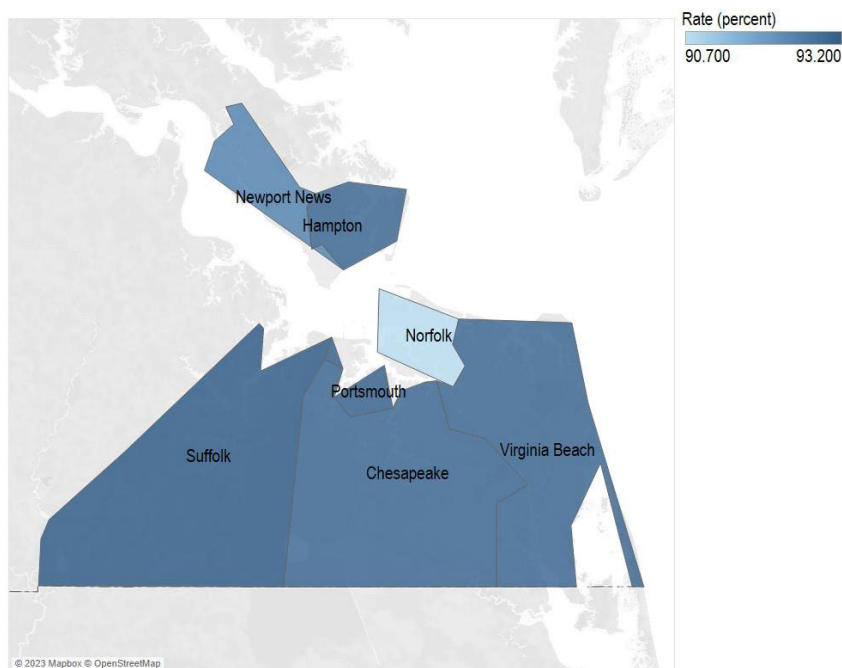 Rate (percent)
90.700 93.200
Newport News
Hampton
Norfolk
Portsmouth
Virginia Beach
Suffolk
Chesapeake
© 2023 Mapbox © OpenStreetMap